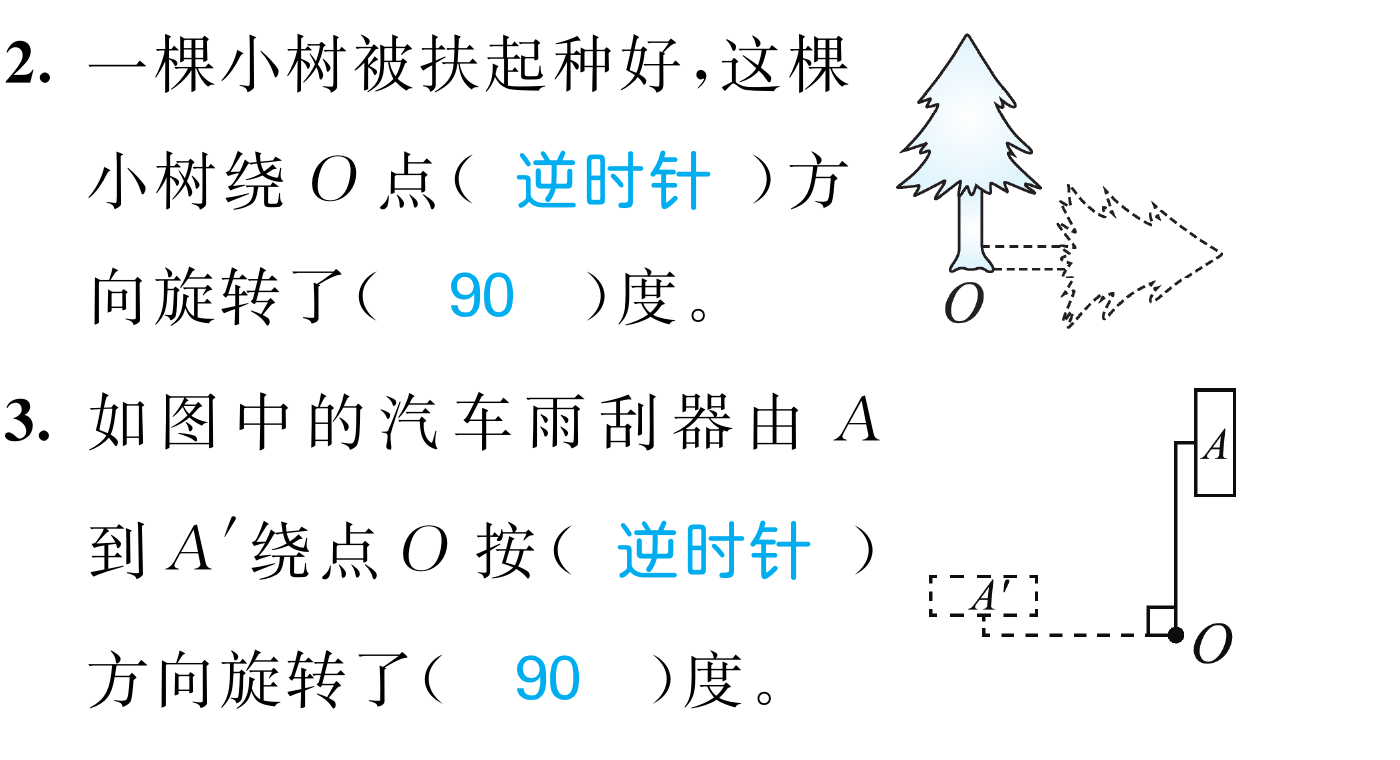 2. 一棵小树被扶起种好,这棵
小树绕 O 点( 逆时针 )方
向旋转了( 90 )度。
O
3. 如图中的汽车雨刮器由 A
到 A′绕点 O 按( 逆时针 )
方向旋转了( 90 )度。
A
A′
O